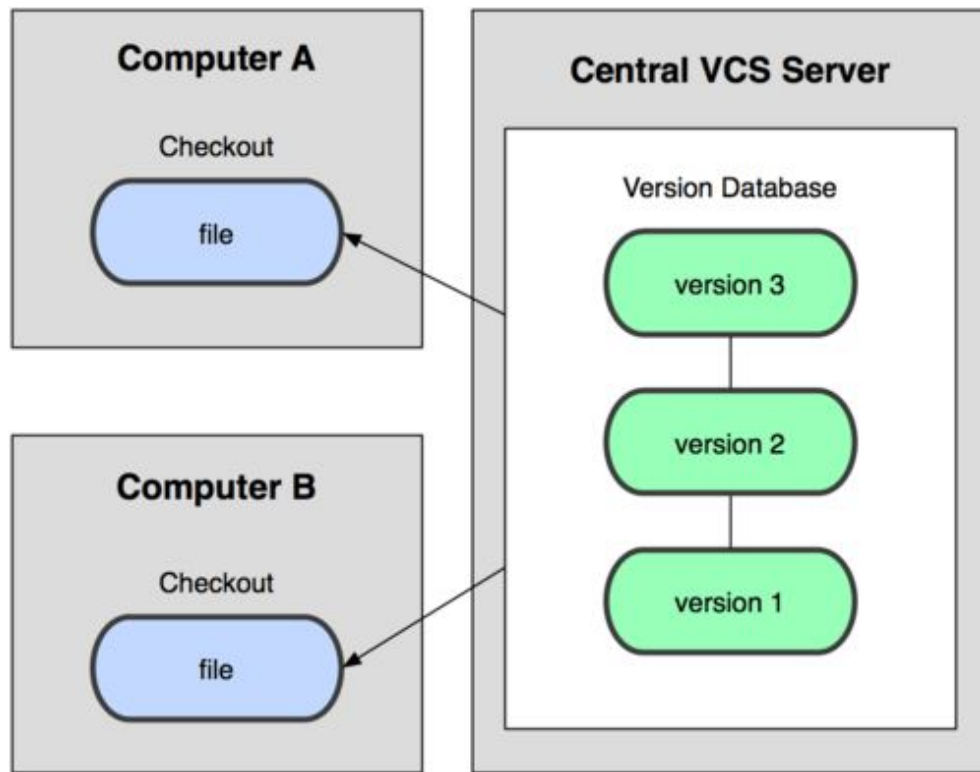 Computer A
Checkout
file
Computer B
Checkout
file
Central VCS Server
Version Database
version 3
version 2
version 1